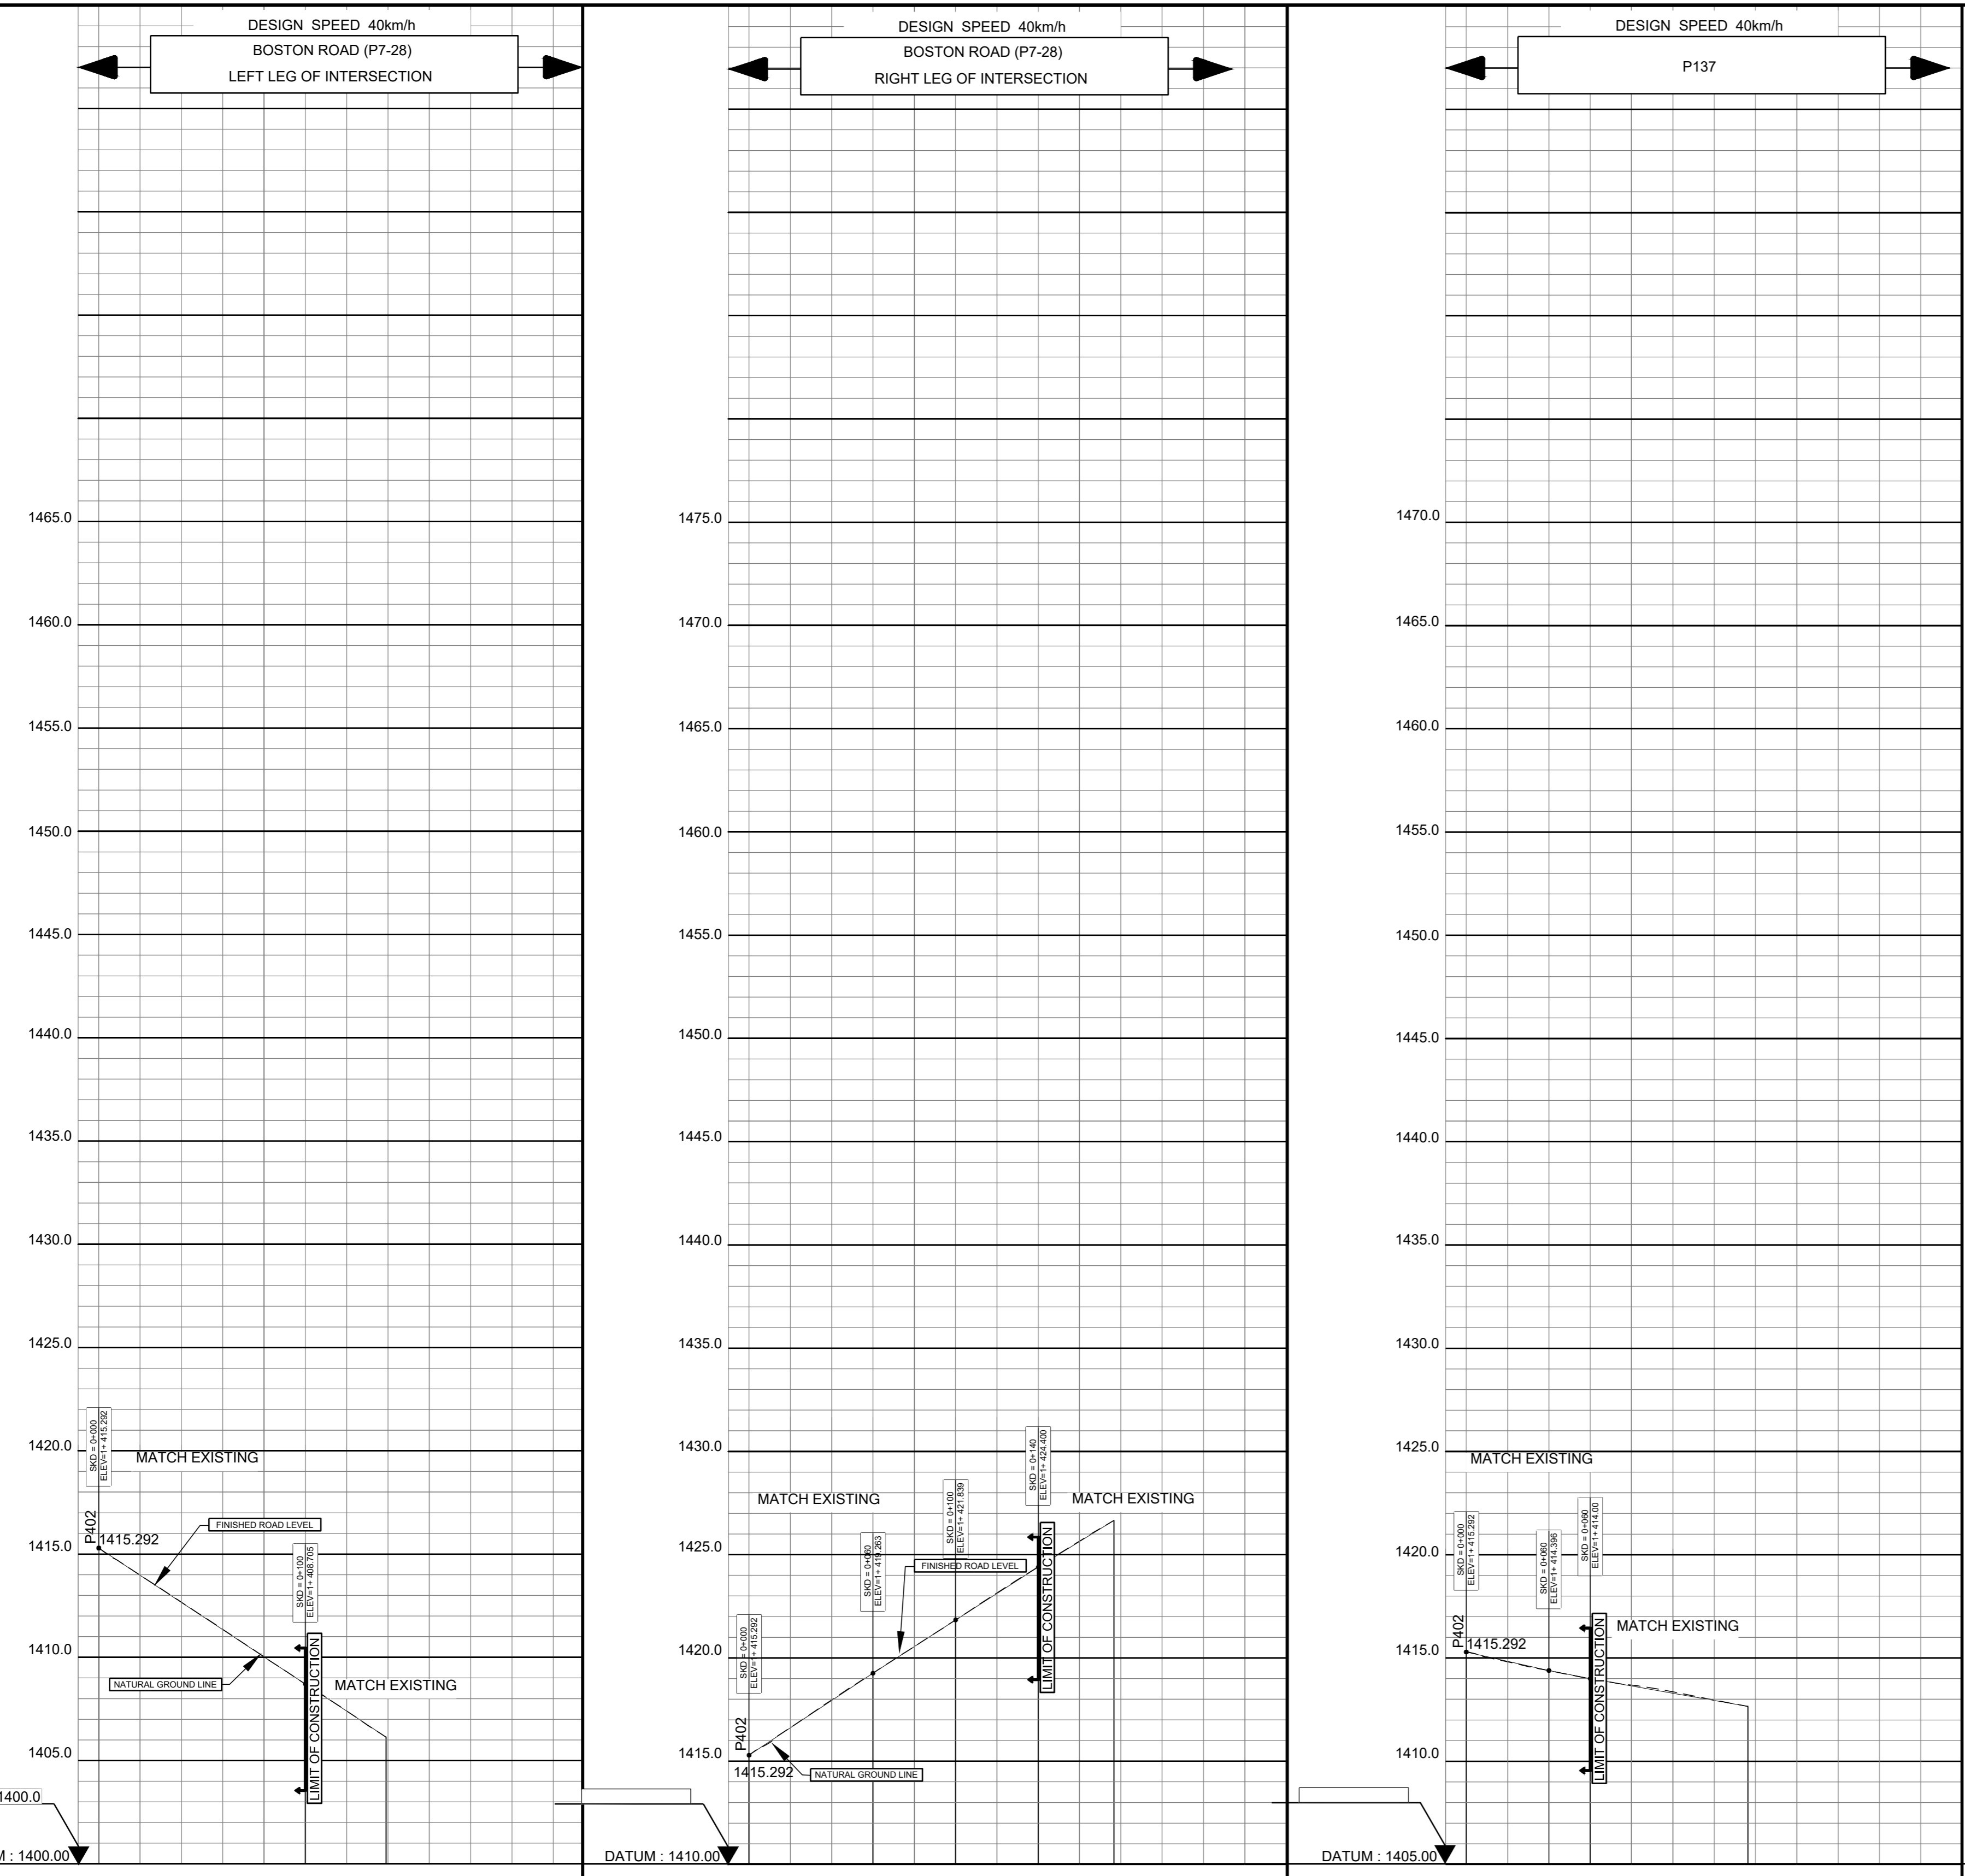 DESIGN SPEED 40km/h
BOSTON ROAD (P7-28)
LEFT LEG OF INTERSECTION
1465.0
1460.0
1455.0
1450.0
1445.0
1440.0
1435.0
1430.0
1425.0
1420.0
1415.0
1410.0
1405.0
1400.0
M : 1400.00
SKD = 0+000
ELEV=1+ 415.292
MATCH EXISTING
P402
1415.292
FINISHED ROAD LEVEL
SKD = 0+100
ELEV=1+ 408.705
NATURAL GROUND LINE
LIMIT OF CONSTRUCTION
MATCH EXISTING
DESIGN SPEED 40km/h
BOSTON ROAD (P7-28)
RIGHT LEG OF INTERSECTION
1475.0
1470.0
1465.0
1460.0
1455.0
1450.0
1445.0
1440.0
1435.0
1430.0
1425.0
1420.0
1415.0
DATUM : 1410.00
MATCH EXISTING
SKD = 0+000
ELEV=1+ 415.292
P402
1415.292
NATURAL GROUND LINE
SKD = 0+060
ELEV=1+ 419.263
FINISHED ROAD LEVEL
SKD = 0+100
ELEV=1+ 421.839
SKD = 0+140
ELEV=1+ 424.400
LIMIT OF CONSTRUCTION
MATCH EXISTING
DESIGN SPEED 40km/h
P137
1470.0
1465.0
1460.0
1455.0
1450.0
1445.0
1440.0
1435.0
1430.0
1425.0
1420.0
1415.0
1410.0
DATUM : 1405.00
MATCH EXISTING
SKD = 0+000
ELEV=1+ 415.292
P402
1415.292
SKD = 0+060
ELEV=1+ 414.396
SKD = 0+060
ELEV=1+ 414.00
LIMIT OF CONSTRUCTION
MATCH EXISTING